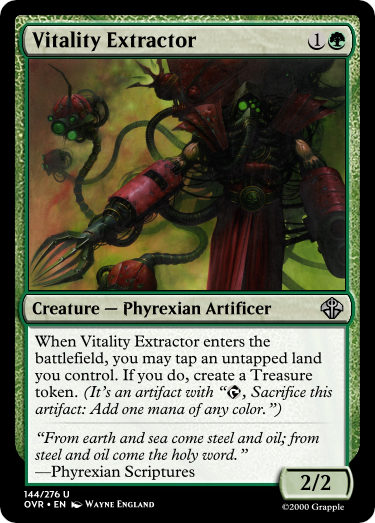 Vitality Extractor 1
Creature — Phyrexian Artificer
When Vitality Extractor enters the
battlefield, you may tap an untapped land
you control. If you do, create a Treasure
token. (It's an artifact with “, Sacrifice this
artifact: Add one mana of any color.”)
“From earth and sea come steel and oil; from
steel and oil come the holy word.”
—Phyrexian Scriptures
2/2
144/276 U
OVR • EN Wayne England
©2000 Grapple